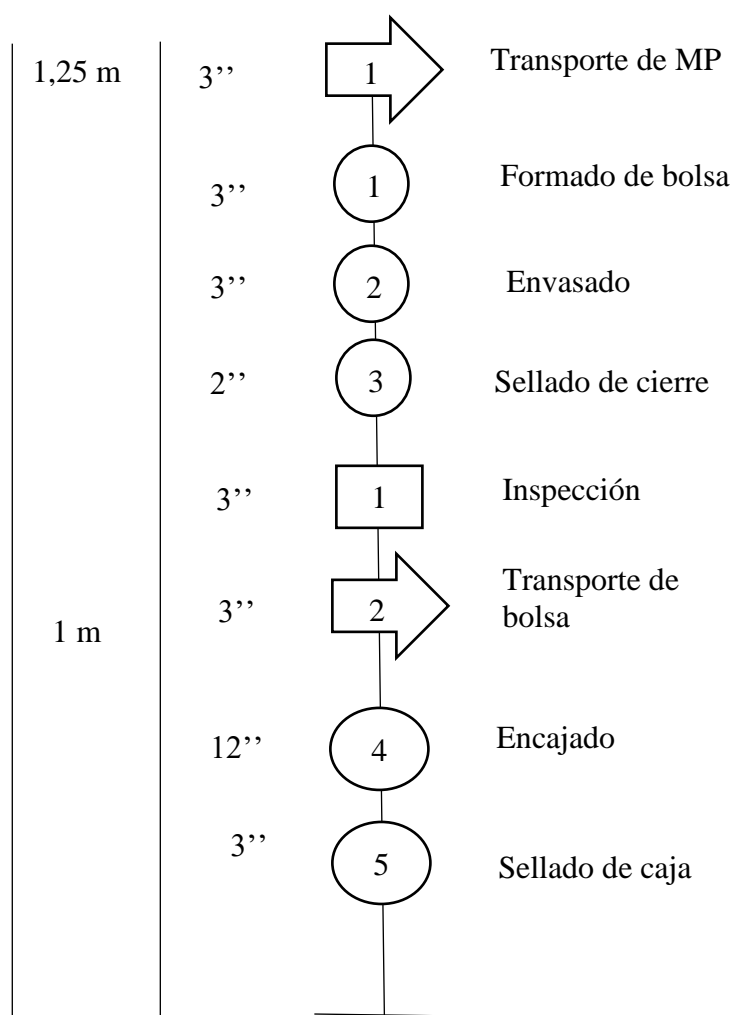 1,25 m 3’’ 1 Transporte de MP
3’’ 1 Formado de bolsa
3’’ 2 Envasado
2’’ 3 Sellado de cierre
3’’ 1 Inspección
3’’ 2 Transporte de
bolsa
1 m
12’’ 4 Encajado
3’’ 5 Sellado de caja